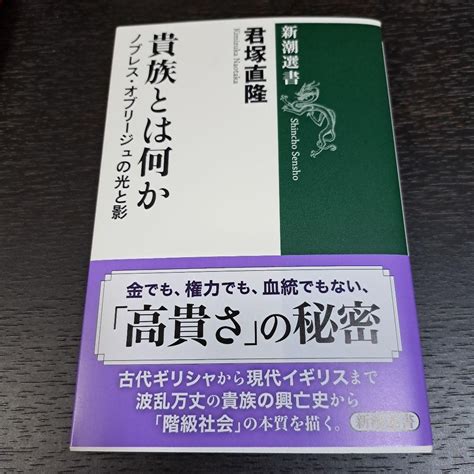 新潮選書
Shincho Sensho
君塚直隆
Kimizuka Naotaka
貴族とは何か
ノブレス・オブリージュの光と影
金でも、権力でも、血統でもない、
「高貴さ」の秘密
古代ギリシャから現代イギリスまで
波乱万丈の貴族の興亡史から
「階級社会」の本質を描く。
新潮選書